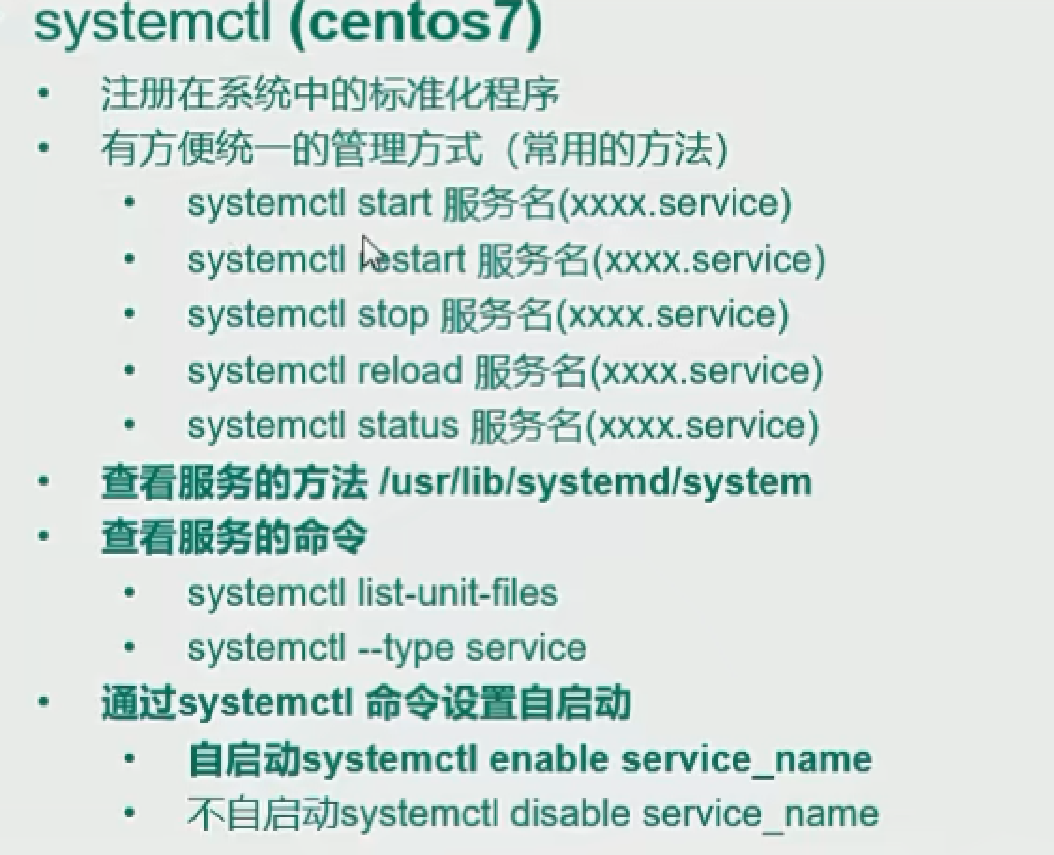 systemctl (centos7)
• 注册在系统中的标准化程序
• 有方便统一的管理方式（常用的方法）
• systemctl start 服务名(xxxx.service)
• systemctl restart 服务名(xxxx.service)
• systemctl stop 服务名(xxxx.service)
• systemctl reload 服务名(xxxx.service)
• systemctl status 服务名(xxxx.service)
• 查看服务的方法 /usr/lib/systemd/system
• 查看服务的命令
• systemctl list-unit-files
• systemctl --type service
• 通过systemctl 命令设置自启动
• 自启动systemctl enable service_name
• 不自启动systemctl disable service_name